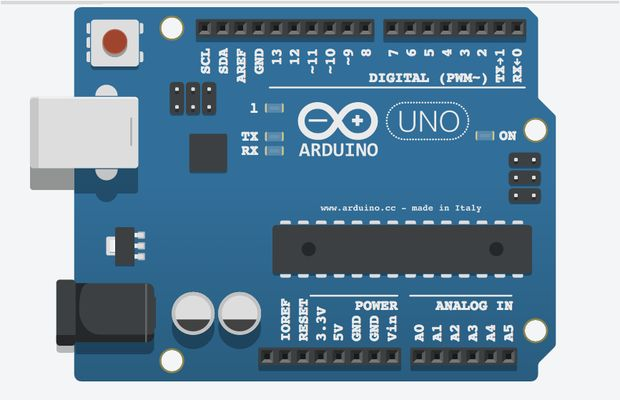 SCL
SDA
AREF
GND
13
12
~11
~10
~9
8
7
6
5
4
3
2
TX→1
RX←0
DIGITAL (PWM~)
1
TX
RX
UNO
ON
ARDUINO
www.arduino.cc - made in Italy
IOREF
RESET
3.3V
5V
GND
GND
Vin
POWER
ANALOG IN
A0
A1
A2
A3
A4
A5